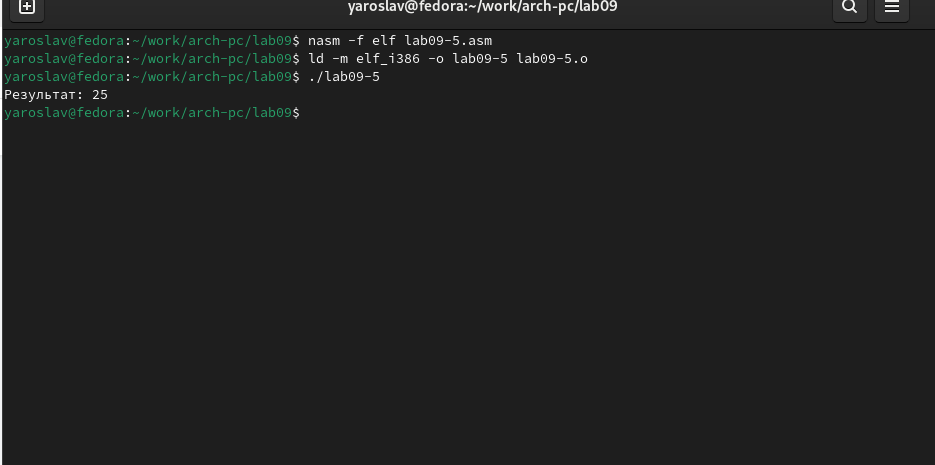 yaroslav@fedora:~/work/arch-pc/lab09
yaroslav@fedora:~/work/arch-pc/lab09$ nasm -f elf lab09-5.asm
yaroslav@fedora:~/work/arch-pc/lab09$ ld -m elf_i386 -o lab09-5 lab09-5.o
yaroslav@fedora:~/work/arch-pc/lab09$ ./lab09-5
Результат: 25
yaroslav@fedora:~/work/arch-pc/lab09$